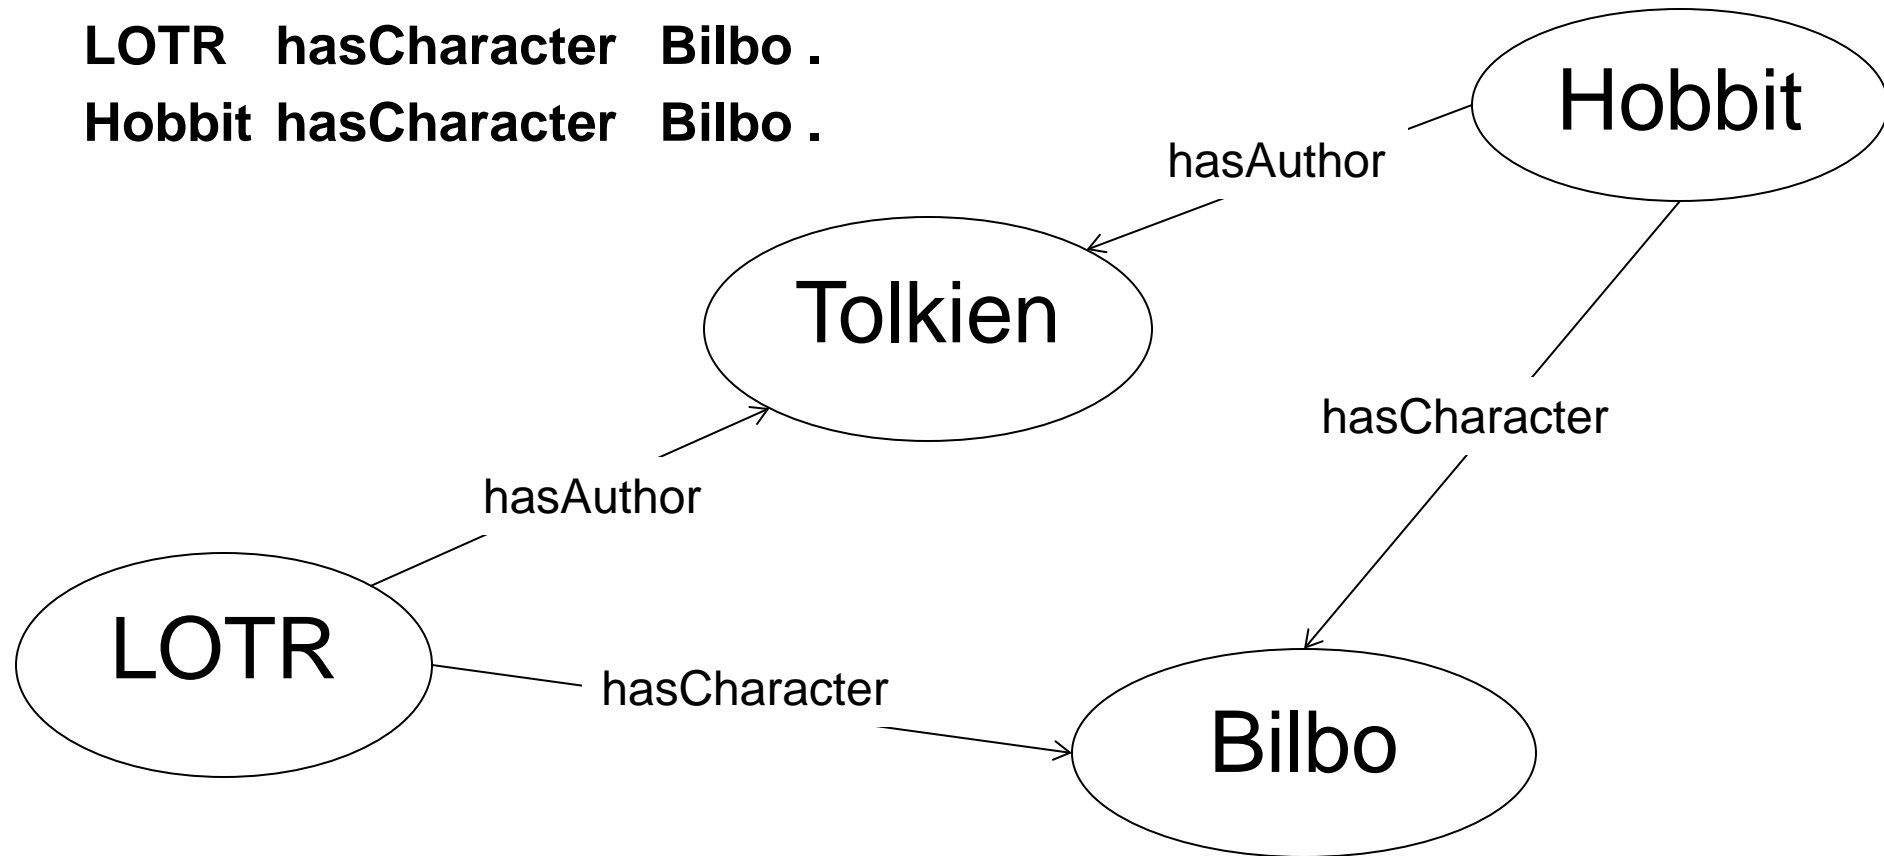 LOTR hasCharacter Bilbo .
Hobbit hasCharacter Bilbo .
Hobbit
hasAuthor
Tolkien
hasCharacter
hasAuthor
LOTR
hasCharacter
Bilbo